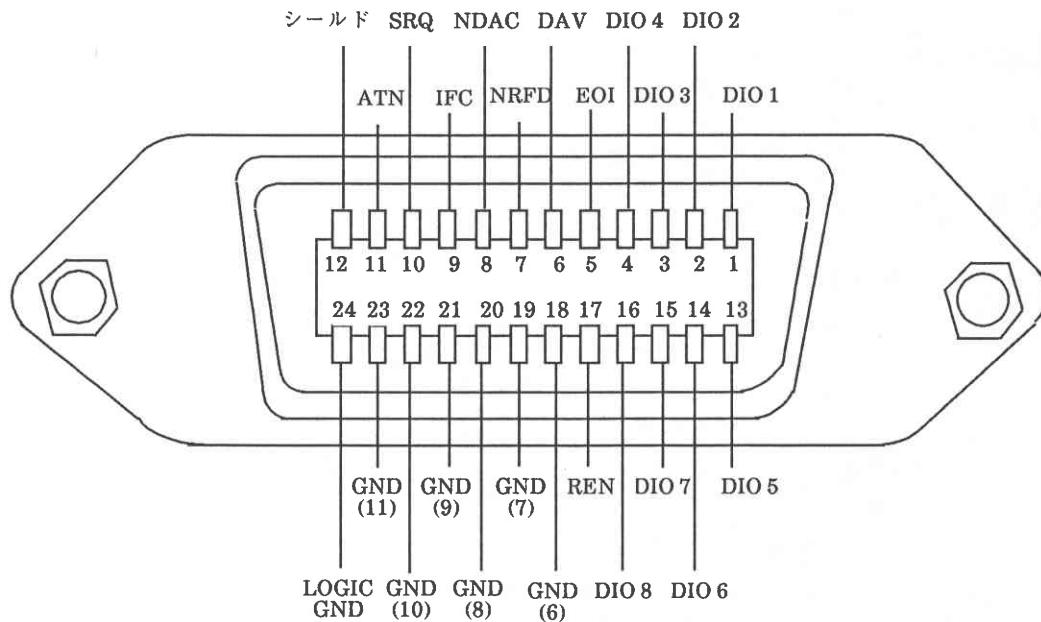 シールド SRQ NDAC DAV DIO 4 DIO 2
ATN IFC NRFD EOI DIO 3 DIO 1
12 11 10 9 8 7 6 5 4 3 2 1
24 23 22 21 20 19 18 17 16 15 14 13
GND GND GND REN DIO 7 DIO 5
(11) (9) (7)
LOGIC GND GND GND DIO 8 DIO 6
GND (10) (8) (6)